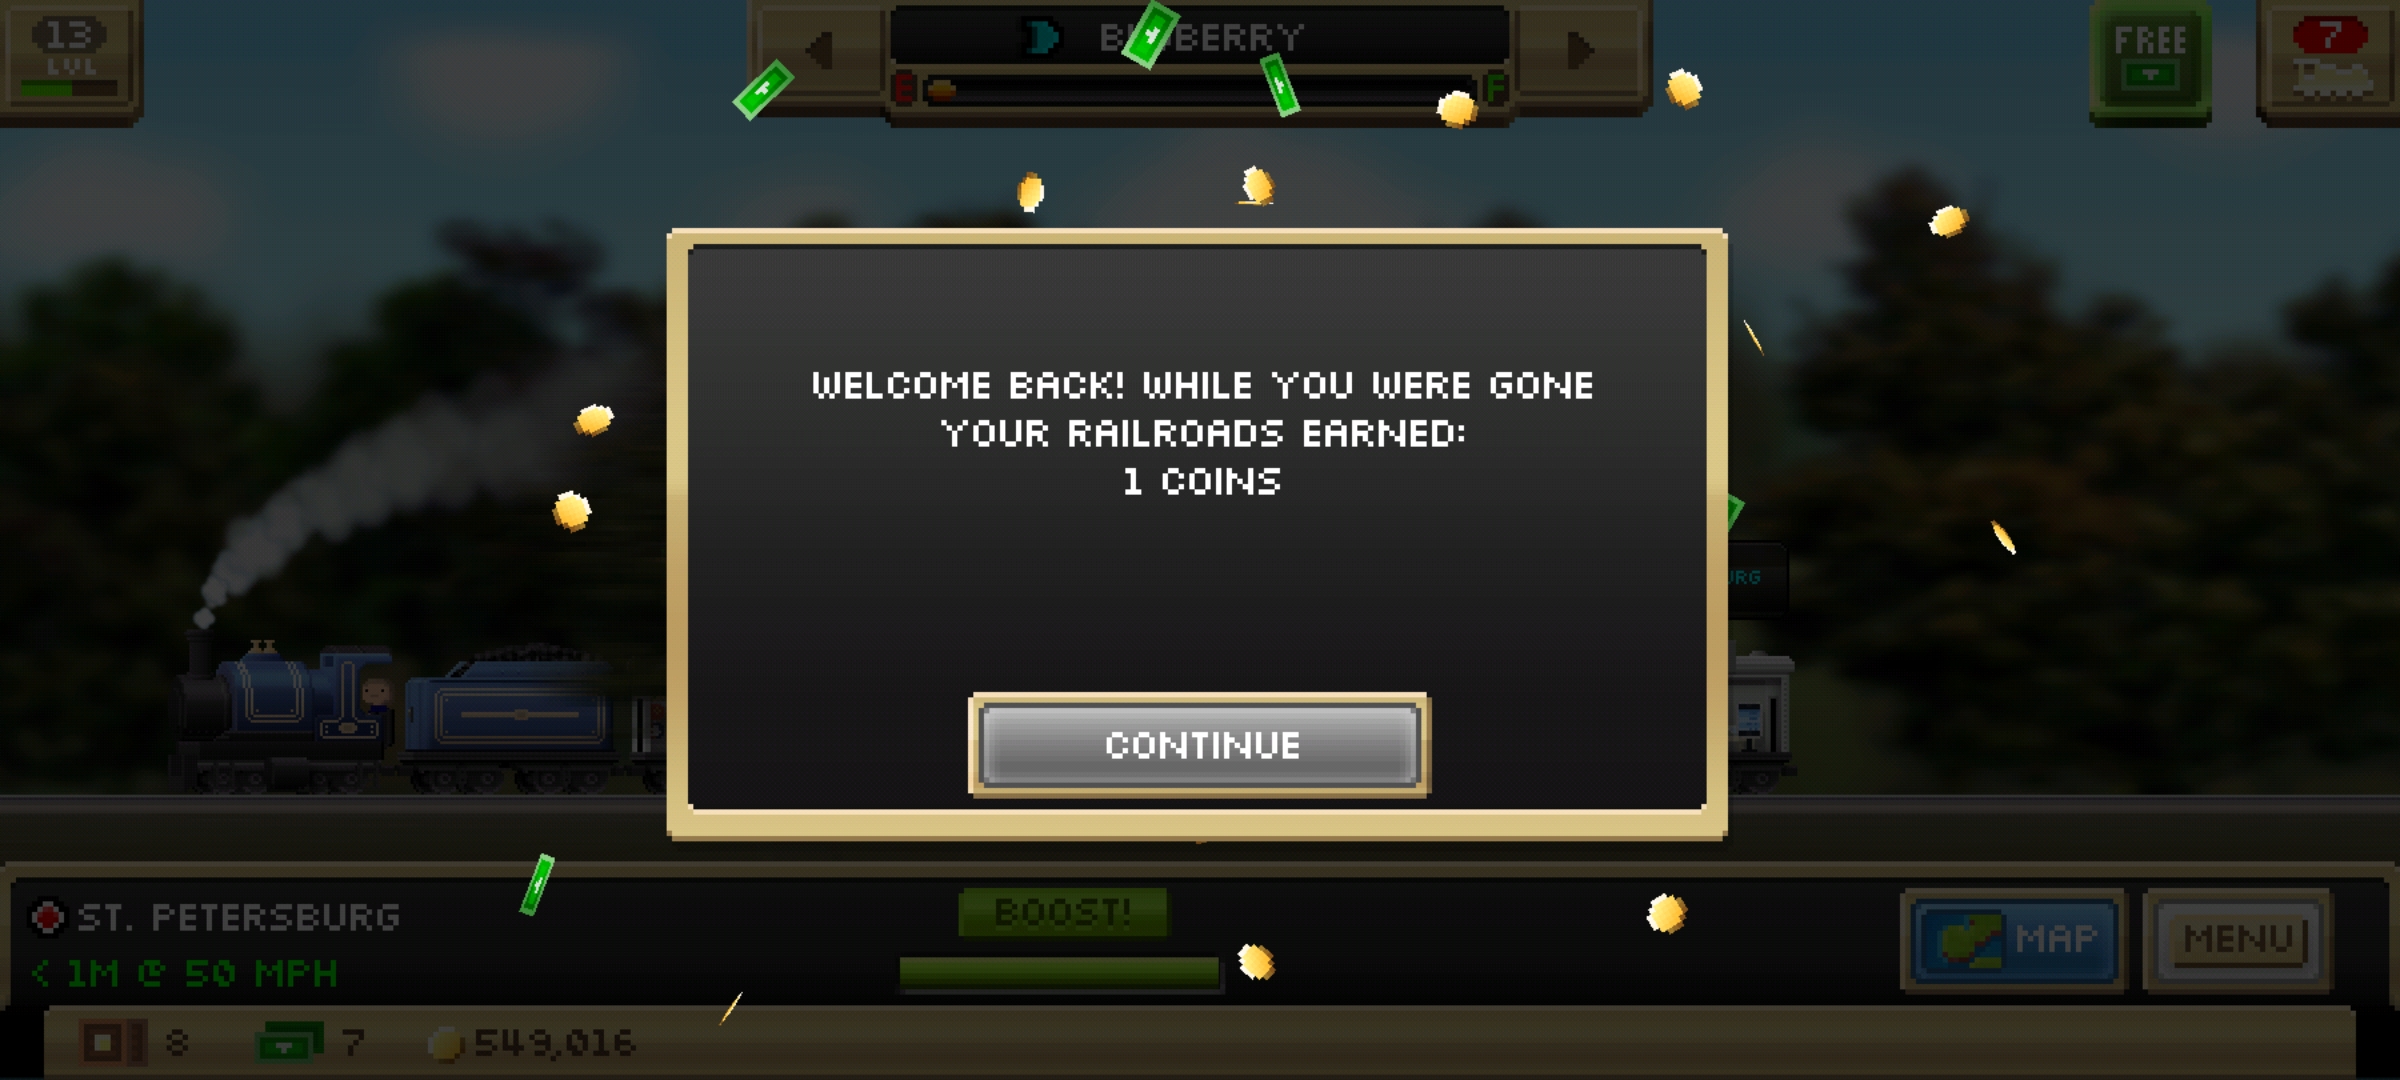 13
LVL
E
F
FREE
7
WELCOME BACK! WHILE YOU WERE GONE
YOUR RAILROADS EARNED:
1 COINS
CONTINUE
ST. PETERSBURG
< 1M @ 50 MPH
BOOST!
MAP
MENU
8
7
549,016